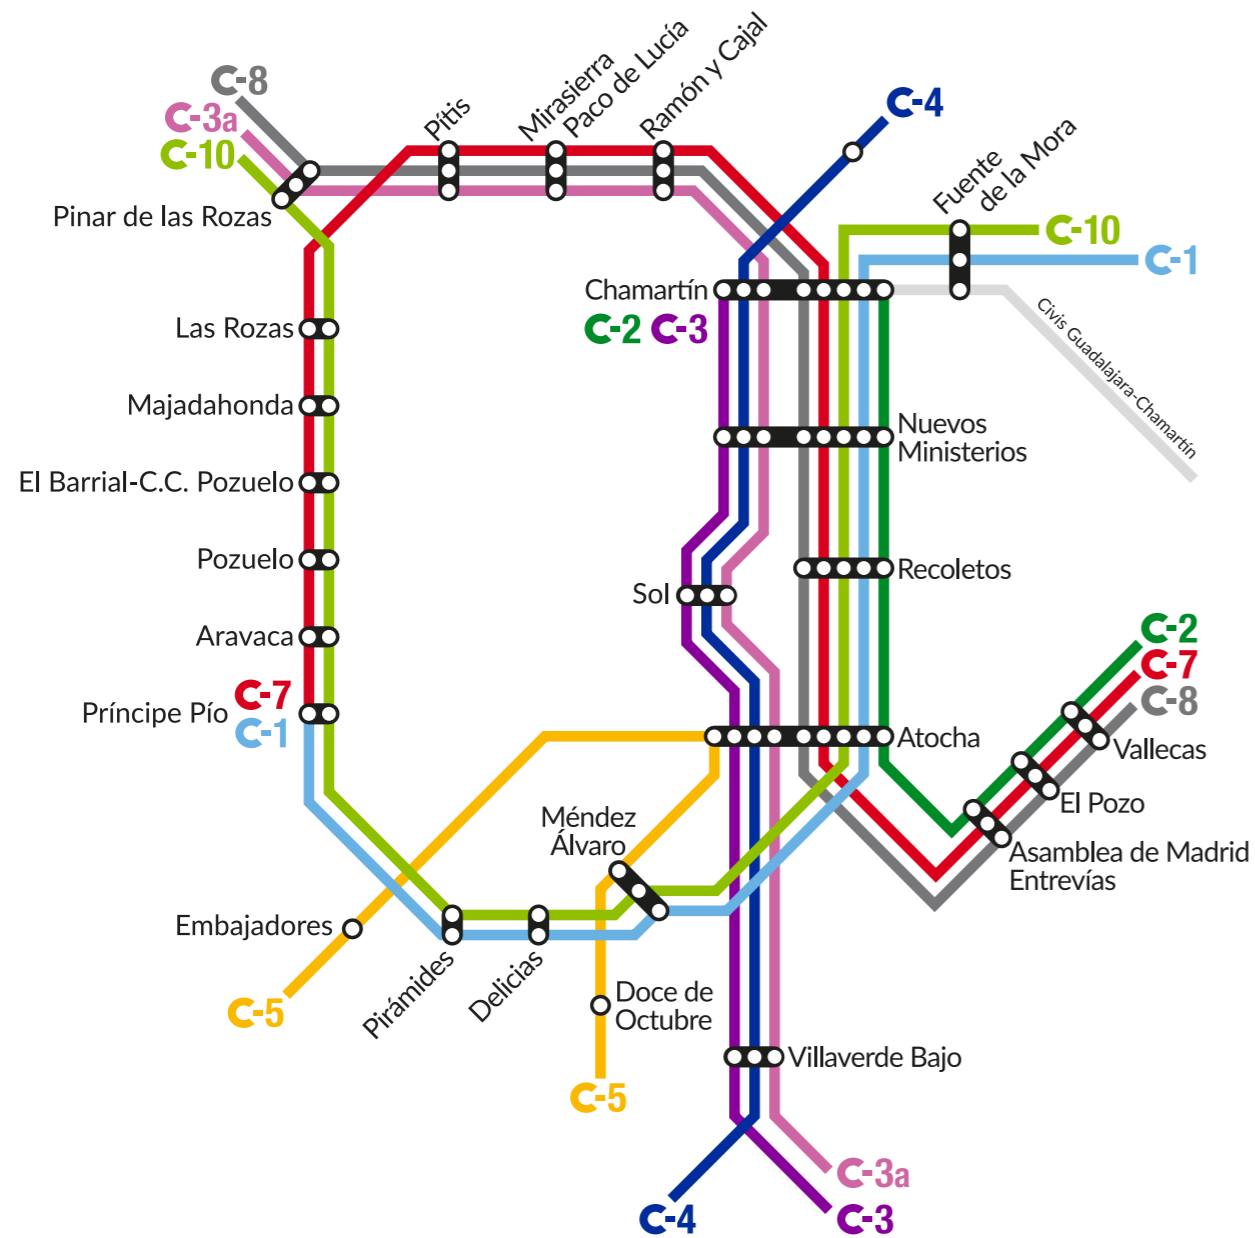 C-8
C-3a
C-10
Pinar de las Rozas
Pitis
Mirasierra
Paco de Lucía
Ramón y Cajal
C-4
Fuente
de la Mora
C-10
C-1
Civis Guadalajara-Chamartín
Chamartín
C-2 C-3
Las Rozas
Majadahonda
El Barrial-C.C. Pozuelo
Pozuelo
Aravaca
Príncipe Pío
C-7
C-1
Nuevos
Ministerios
Recoletos
Sol
Atocha
C-2
C-7
C-8
Vallecas
El Pozo
Asamblea de Madrid
Entrevías
Méndez
Álvaro
Embajadores
C-5
Pirámides
Delicias
Doce de
Octubre
C-5
Villaverde Bajo
C-3a
C-4
C-3